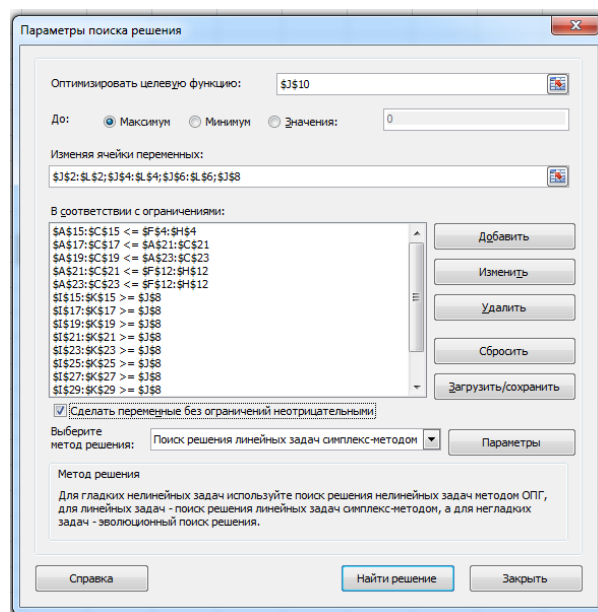 Параметры поиска решения
Оптимизировать целевую функцию: $J$10
До: Максимум Минимум Значения: 0
Изменяя ячейки переменных:
$J$2:$L$2;$J$4:$L$4;$J$6:$L$6;$J$8
В соответствии с ограничениями:
$A$15:$C$15 <= $F$4:$H$4
$A$17:$C$17 <= $A$21:$C$21
$A$19:$C$19 <= $A$23:$C$23
$A$21:$C$21 <= $F$12:$H$12
$A$23:$C$23 <= $F$12:$H$12
$I$15:$K$15 >= $J$8
$I$17:$K$17 >= $J$8
$I$19:$K$19 >= $J$8
$I$21:$K$21 >= $J$8
$I$23:$K$23 >= $J$8
$I$25:$K$25 >= $J$8
$I$27:$K$27 >= $J$8
$I$29:$K$29 >= $J$8
Добавить
Изменить
Удалить
Сбросить
Загрузить/сохранить
Сделать переменные без ограничений неотрицательными
Выберите
метод решения: Поиск решения линейных задач симплекс-методом Параметры
Метод решения
Для гладких нелинейных задач используйте поиск решения нелинейных задач методом ОПГ,
для линейных задач - поиск решения линейных задач симплекс-методом, а для негладких
задач - эволюционный поиск решения.
Справка Найти решение Закрыть